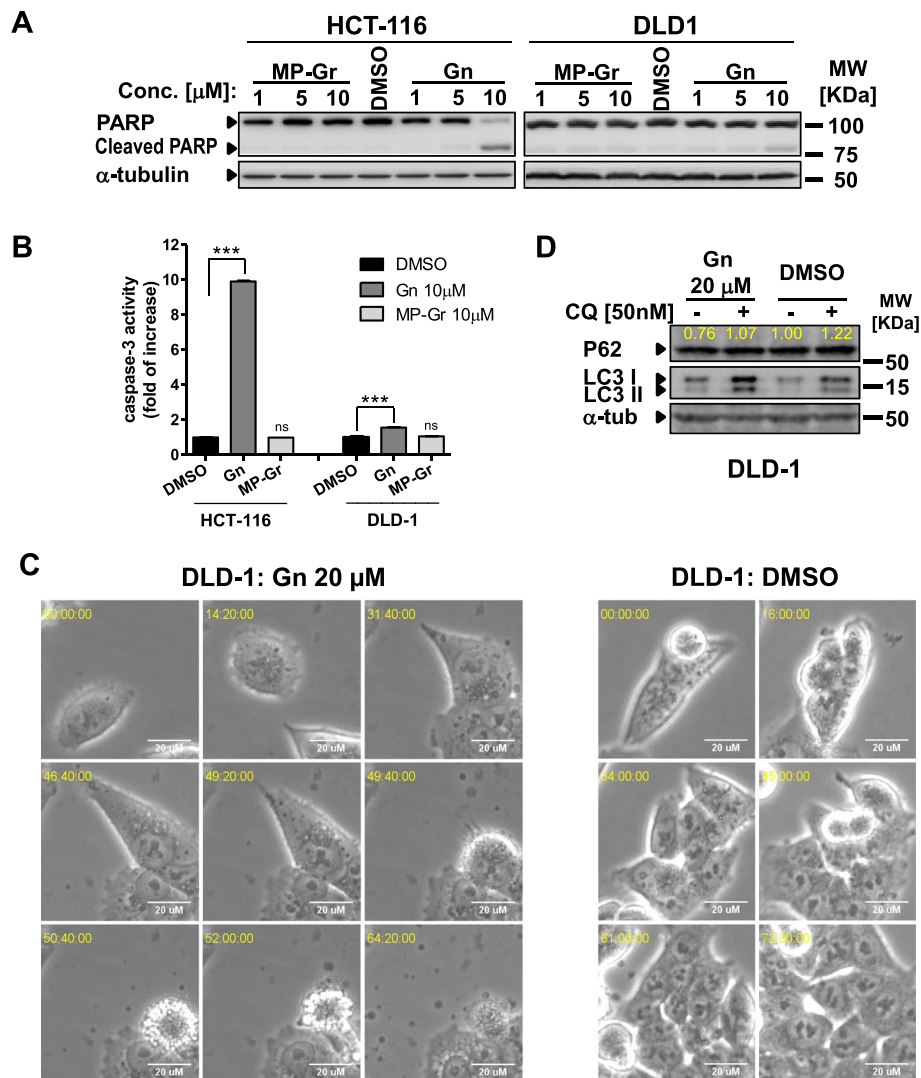 A
HCT-116 DLD1
MP-Gr DMSO Gn MP-Gr DMSO Gn MW
Conc. [µM]: 1 5 10 1 5 10 1 5 10 1 5 10 [KDa]
PARP 100
Cleaved PARP 75
α-tubulin 50
B
caspase-3 activity
(fold of increase)
12
10
8
6
4
2
0
*** *** ns ns
DMSO
Gn 10µM
MP-Gr 10µM
DMSO Gn MP-Gr DMSO Gn MP-Gr
HCT-116 DLD-1
D
Gn
20 µM DMSO MW
CQ [50nM] - + - + [KDa]
0.76 1.07 1.00 1.22
P62 50
LC3 I
LC3 II 15
α-tub 50
DLD-1
C
DLD-1: Gn 20 µM DLD-1: DMSO
00:00:00 14:20:00 31:40:00 00:00:00 16:00:00
20 uM 20 uM 20 uM 20 uM 20 uM
46:40:00 49:20:00 49:40:00 :00:00 :00:00
20 uM 20 uM 20 uM 20 uM 20 uM
50:40:00 52:00:00 64:20:00 :00:00 :00:00
20 uM 20 uM 20 uM 20 uM 20 uM